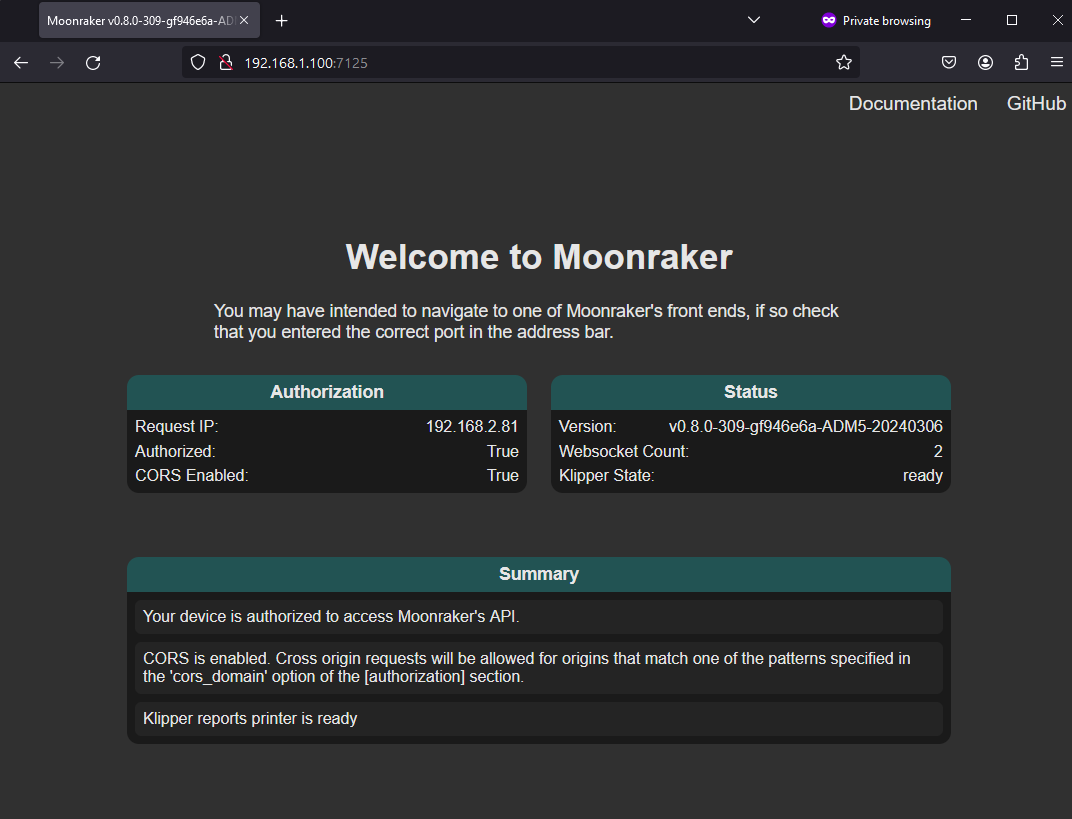 Moonraker v0.8.0-309-gf946e6a-AD
Private browsing
192.168.1.100:7125
Documentation GitHub
Welcome to Moonraker
You may have intended to navigate to one of Moonraker's front ends, if so check
that you entered the correct port in the address bar.
Authorization
Request IP: 192.168.2.81
Authorized: True
CORS Enabled: True
Status
Version: v0.8.0-309-gf946e6a-ADM5-20240306
Websocket Count: 2
Klipper State: ready
Summary
Your device is authorized to access Moonraker's API.
CORS is enabled. Cross origin requests will be allowed for origins that match one of the patterns specified in
the 'cors_domain' option of the [authorization] section.
Klipper reports printer is ready